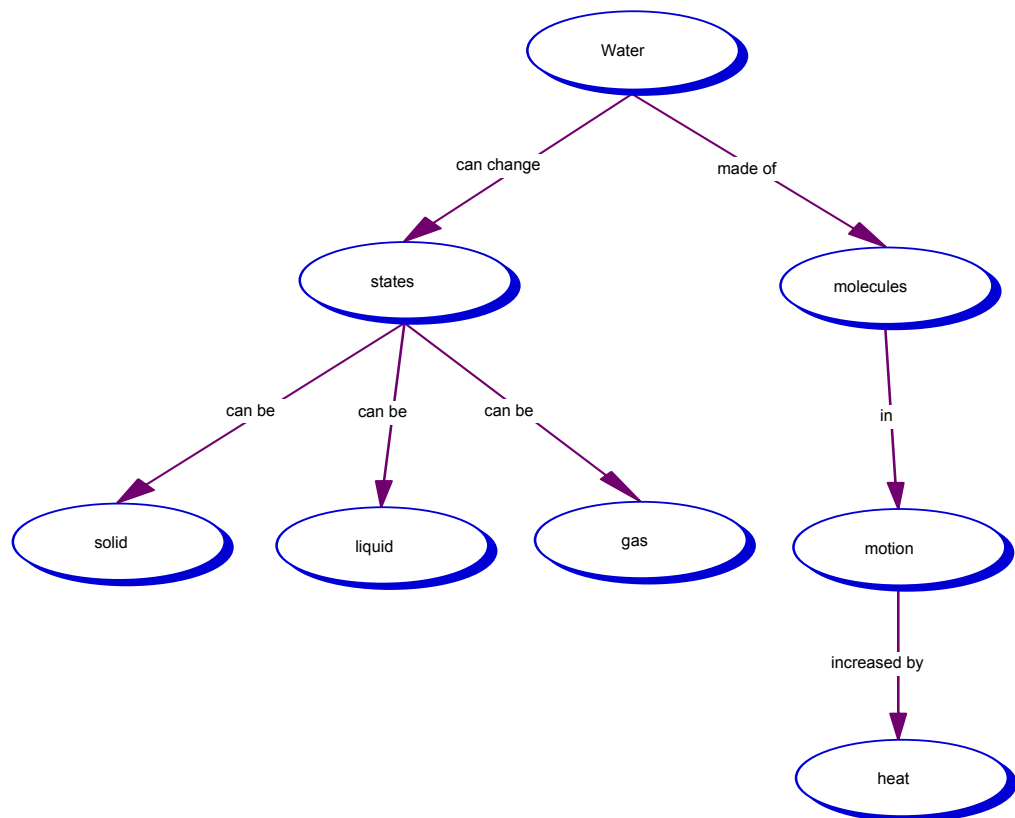 Water
can change
made of
states
molecules
can be
can be
can be
in
solid
liquid
gas
motion
increased by
heat